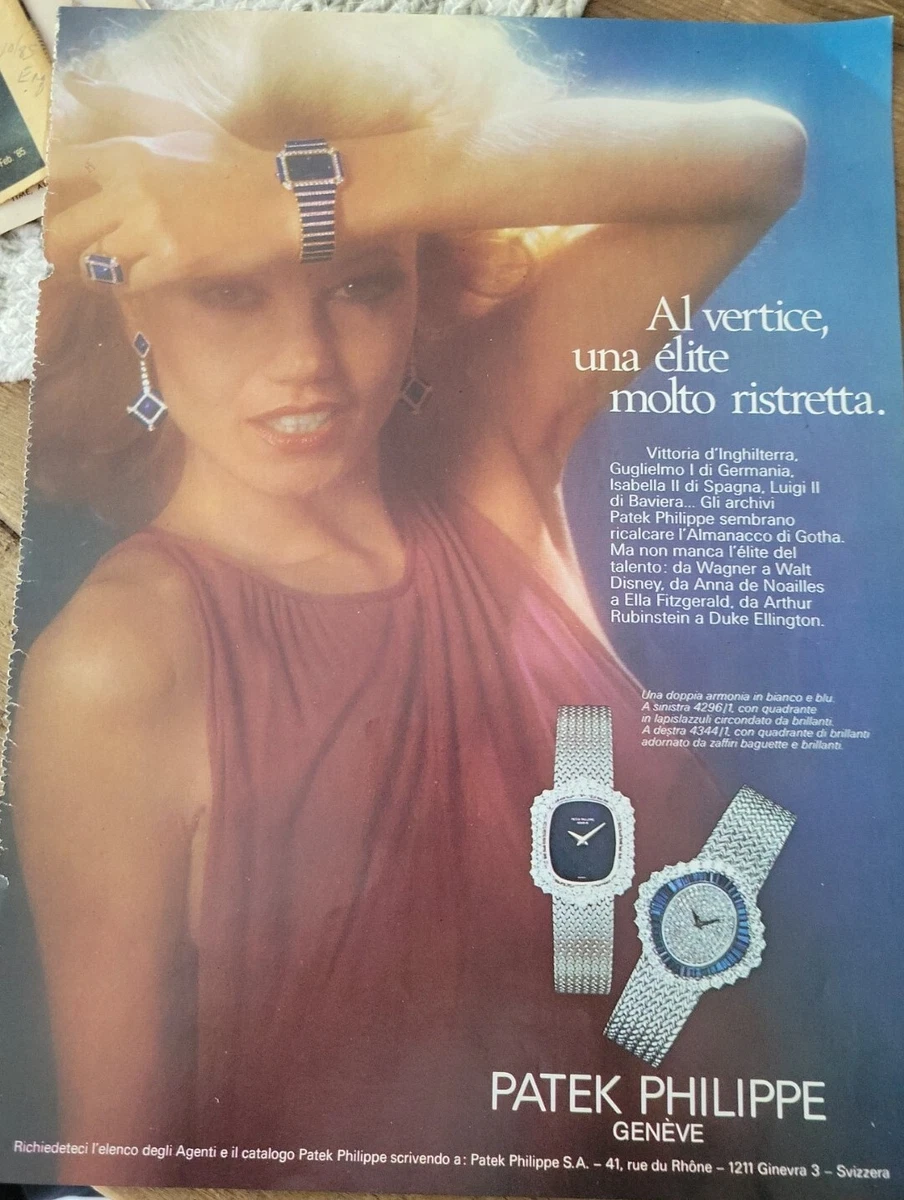 Feb 85
Al vertice,
una élite
molto ristretta.
Vittoria d'Inghilterra,
Guglielmo I di Germania,
Isabella II di Spagna, Luigi II
di Baviera... Gli archivi
Patek Philippe sembrano
ricalcare l'Almanacco di Gotha.
Ma non manca l'élite del
talento: da Wagner a Walt
Disney, da Anna de Noailles
a Ella Fitzgerald, da Arthur
Rubinstein a Duke Ellington.
Una doppia armonia in bianco e blu.
A sinistra 4296/1, con quadrante
in lapislazzuli circondato da brillanti.
A destra 4344/1, con quadrante di brillanti
adornato da zaffiri baguette e brillanti.
PATEK PHILIPPE
GENEVE
PATEK PHILIPPE
GENÈVE
Richiedeteci l'elenco degli Agenti e il catalogo Patek Philippe scrivendo a: Patek Philippe S.A. – 41, rue du Rhône – 1211 Ginevra 3 – Svizzera